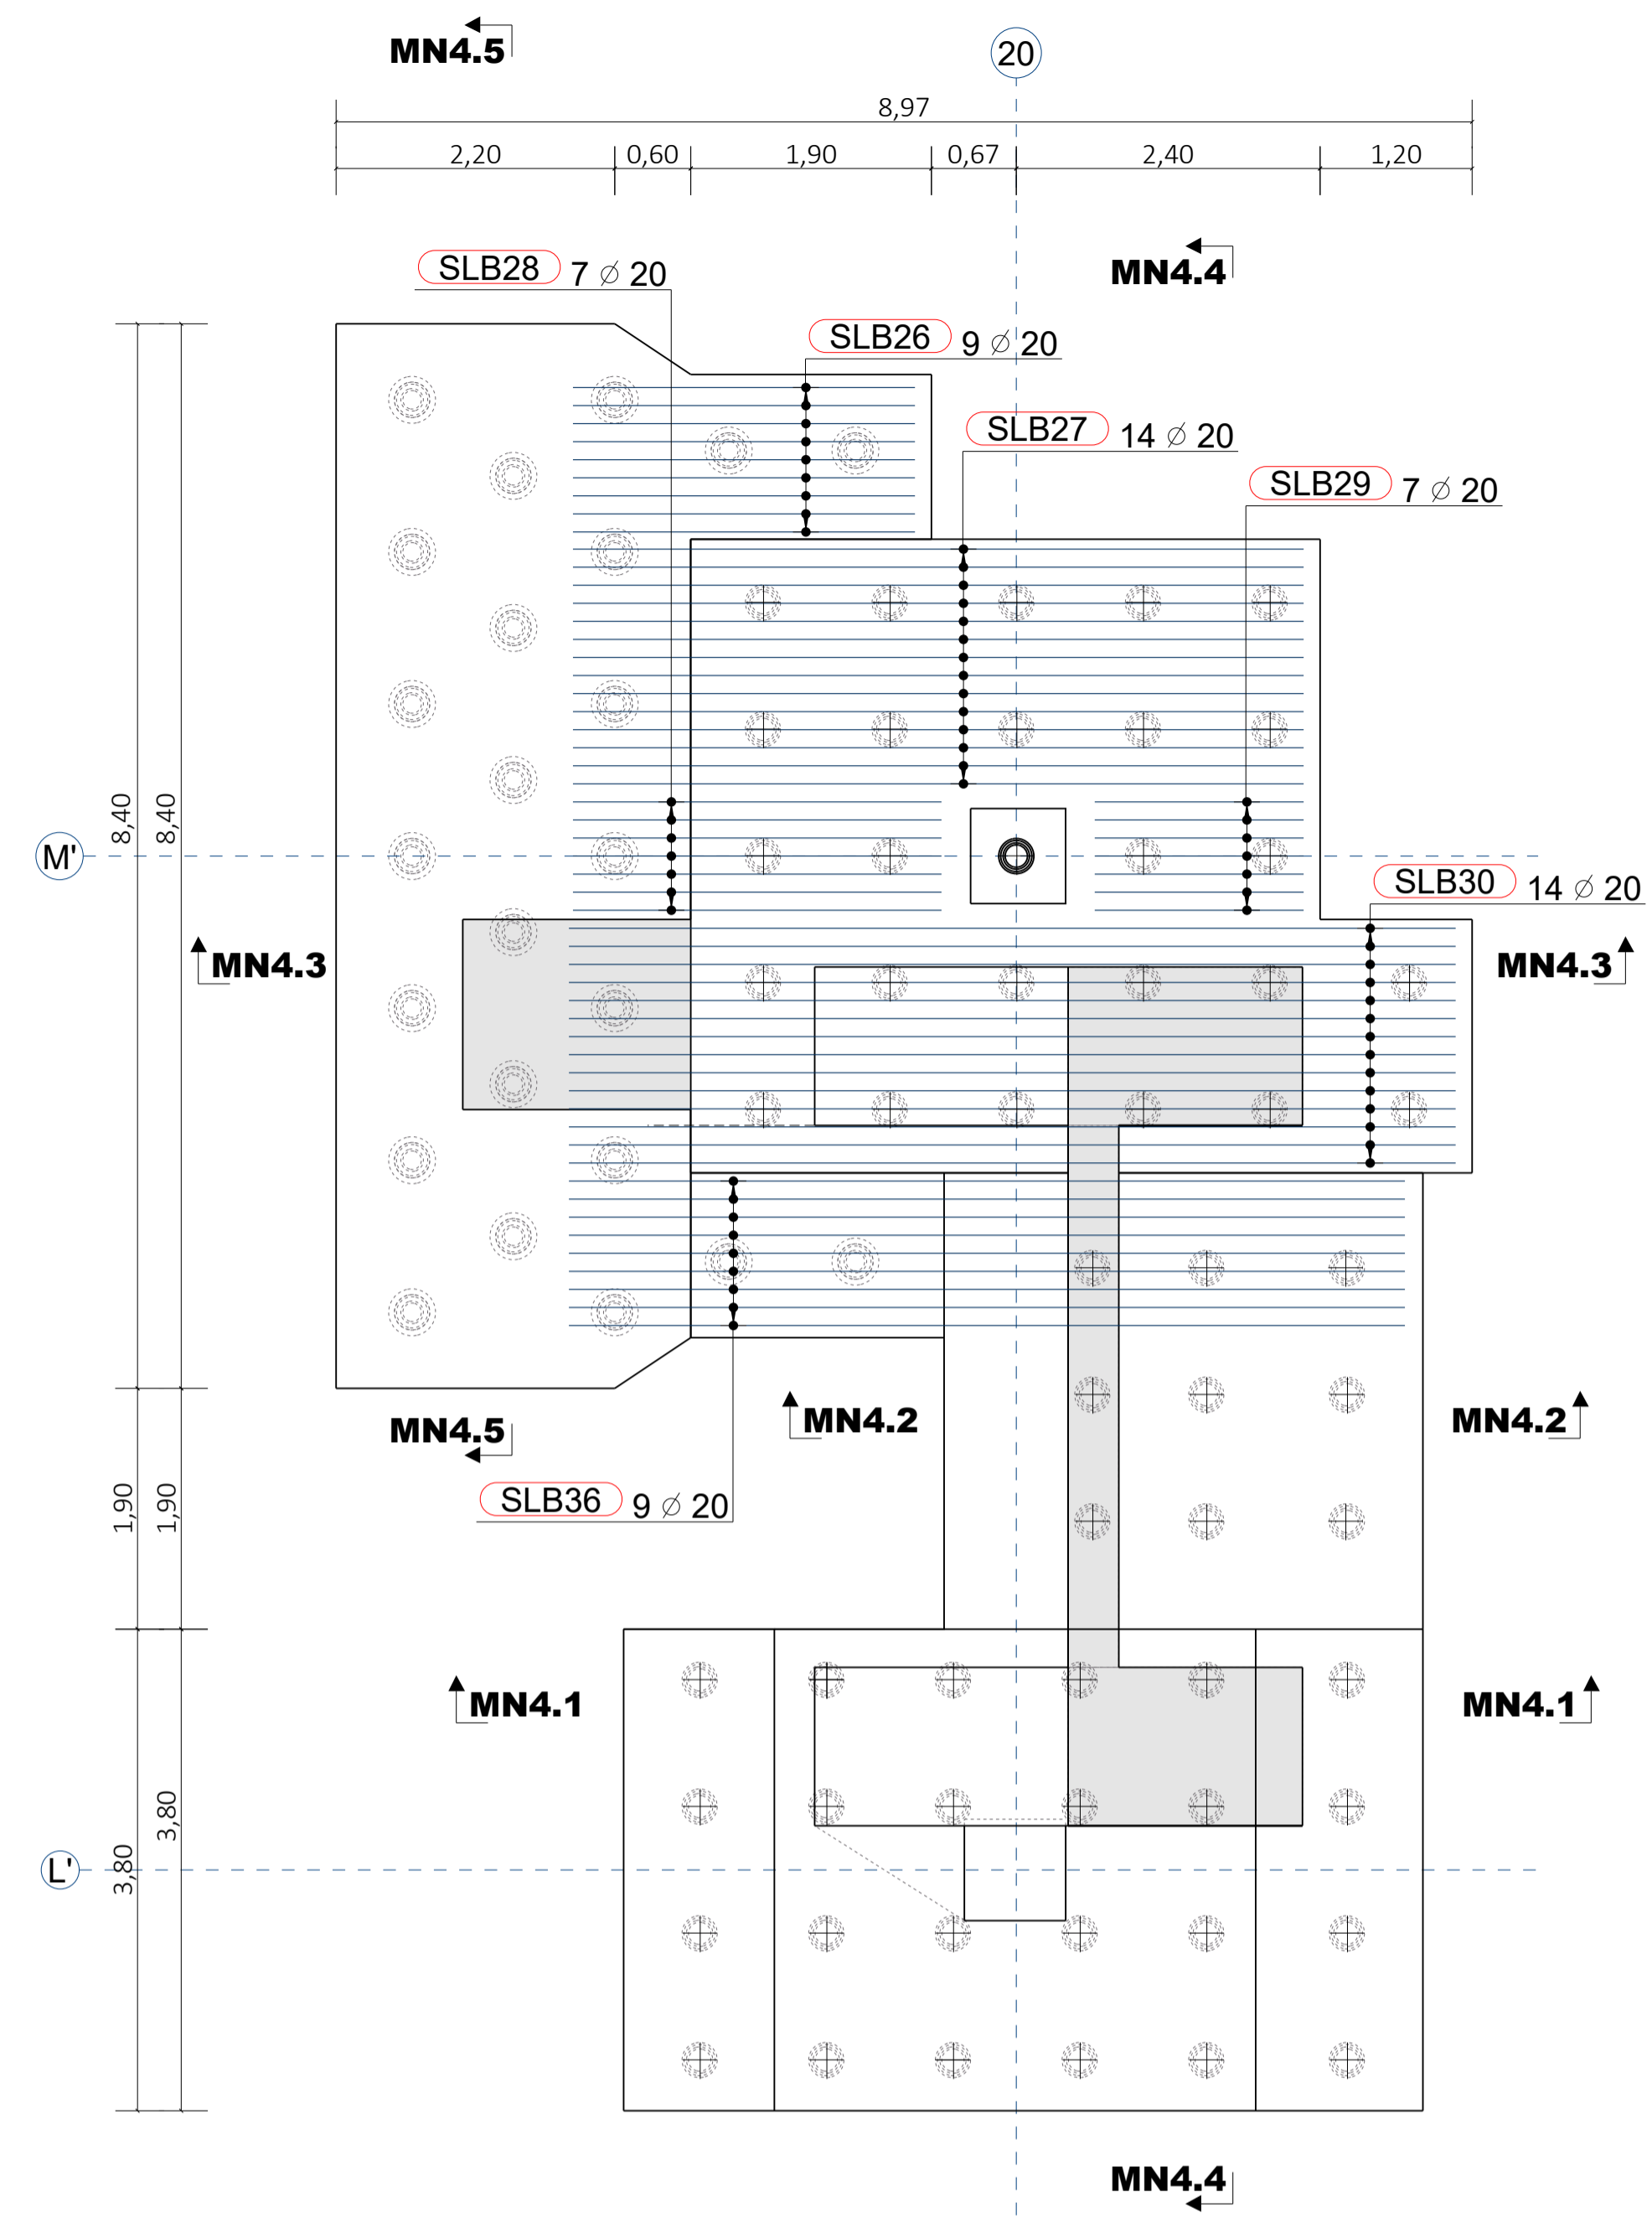 MN4.5
20
8,97
2,20 0,60 1,90 0,67 2,40 1,20
MN4.4
SLB28 7 ∅ 20
SLB26 9 ∅ 20
SLB27 14 ∅ 20
SLB29 7 ∅ 20
8,40 8,40
M'
SLB30 14 ∅ 20
MN4.3 MN4.3
MN4.5 MN4.2 MN4.2
1,90 1,90
SLB36 9 ∅ 20
MN4.1 MN4.1
3,80 3,80
L'
MN4.4